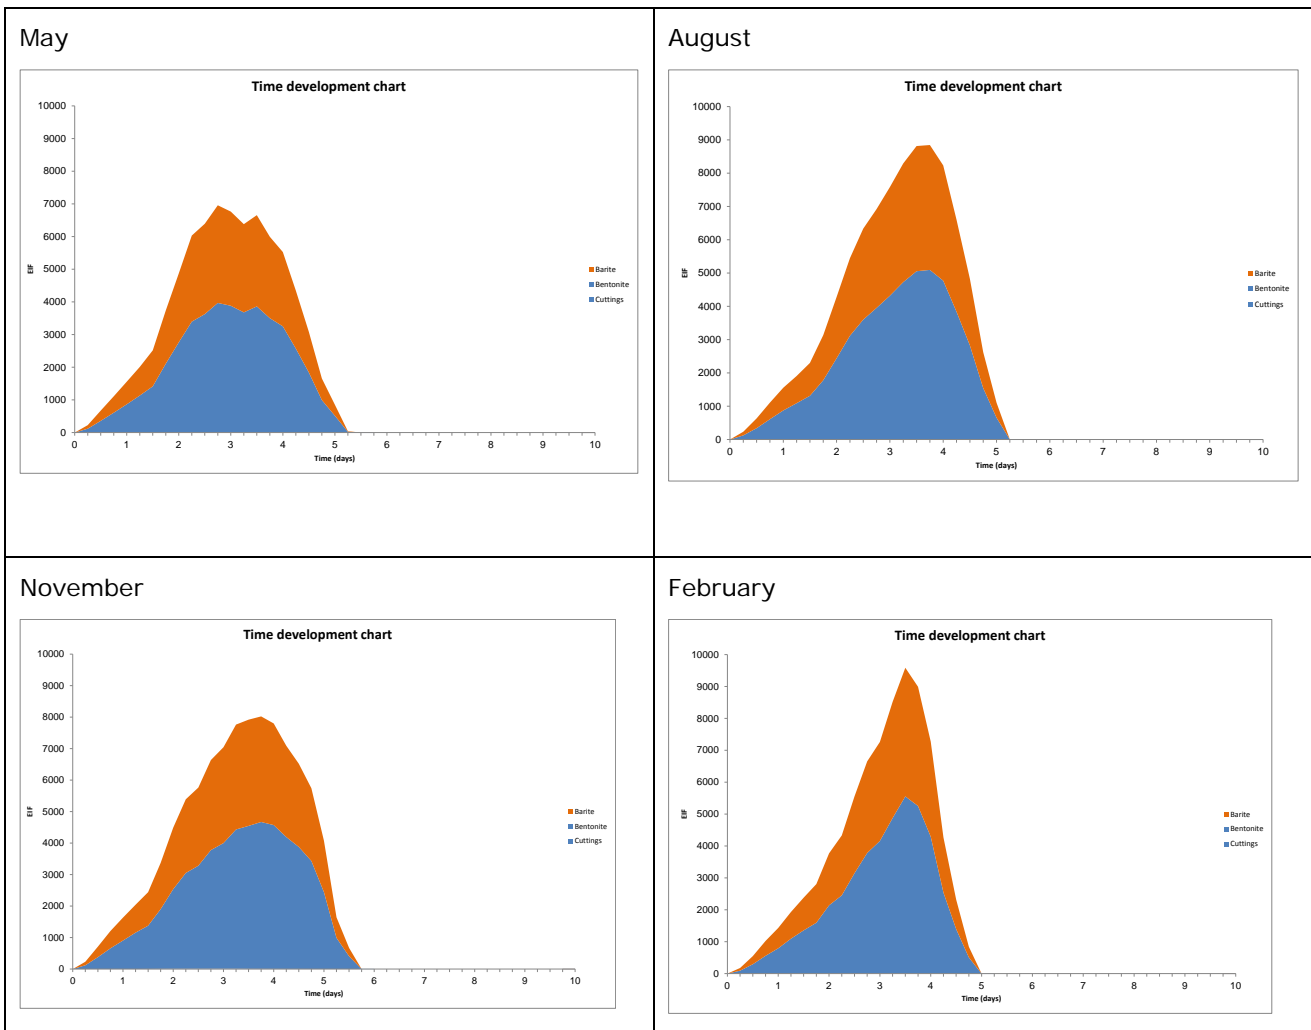 May
Time development chart
10000
9000
8000
7000
6000
5000
4000
3000
2000
1000
0
EIF
0 1 2 3 4 5 6 7 8 9 10
Time (days)
Barite
Bentonite
Cuttings
August
Time development chart
10000
9000
8000
7000
6000
5000
4000
3000
2000
1000
0
EIF
0 1 2 3 4 5 6 7 8 9 10
Time (days)
Barite
Bentonite
Cuttings
November
Time development chart
10000
9000
8000
7000
6000
5000
4000
3000
2000
1000
0
EIF
0 1 2 3 4 5 6 7 8 9 10
Time (days)
Barite
Bentonite
Cuttings
February
Time development chart
10000
9000
8000
7000
6000
5000
4000
3000
2000
1000
0
EIF
0 1 2 3 4 5 6 7 8 9 10
Time (days)
Barite
Bentonite
Cuttings